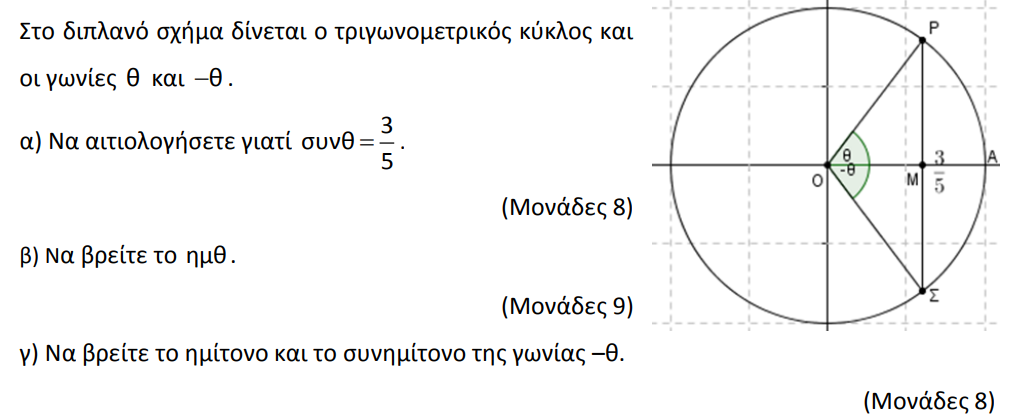 Στο διπλανό σχήμα δίνεται ο τριγωνομετρικός κύκλος και
οι γωνίες θ και −θ.
α) Να αιτιολογήσετε γιατί συνθ = 3/5.
(Μονάδες 8)
β) Να βρείτε το ημθ.
(Μονάδες 9)
γ) Να βρείτε το ημίτονο και το συνημίτονο της γωνίας –θ.
(Μονάδες 8)
P
θ
-θ
O
M
3/5
A
Σ